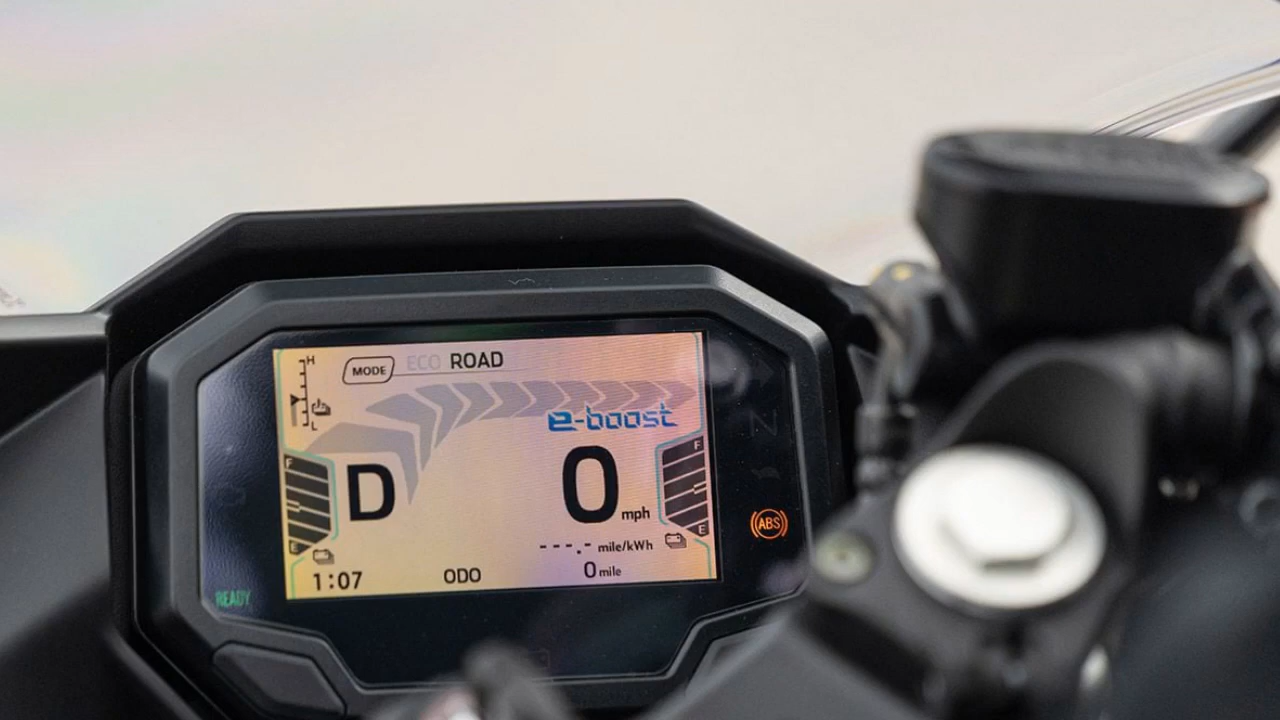 H
MODE ECO ROAD
L
e-boost
F
F
D
0 mph
E
E
----.- mile/kWh
0 mile
1:07
ODO
ABS
READY
N